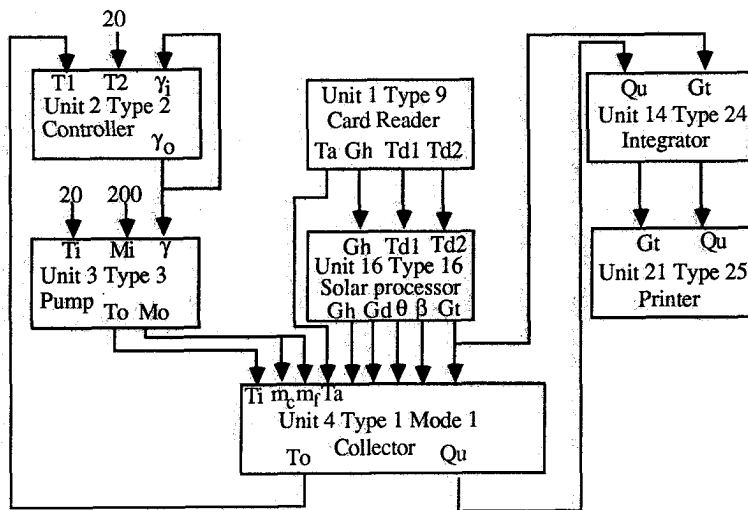 20
T1 T2 γi
Unit 2 Type 2
Controller
γo
20 200
Ti Mi γ
Unit 3 Type 3
Pump
To Mo
Unit 1 Type 9
Card Reader
Ta Gh Td1 Td2
Gh Td1 Td2
Unit 16 Type 16
Solar processor
Gh Gd θ β Gt
Qu Gt
Unit 14 Type 24
Integrator
Gt Qu
Unit 21 Type 25
Printer
Ti mc mf Ta
Unit 4 Type 1 Mode 1
Collector
To Qu